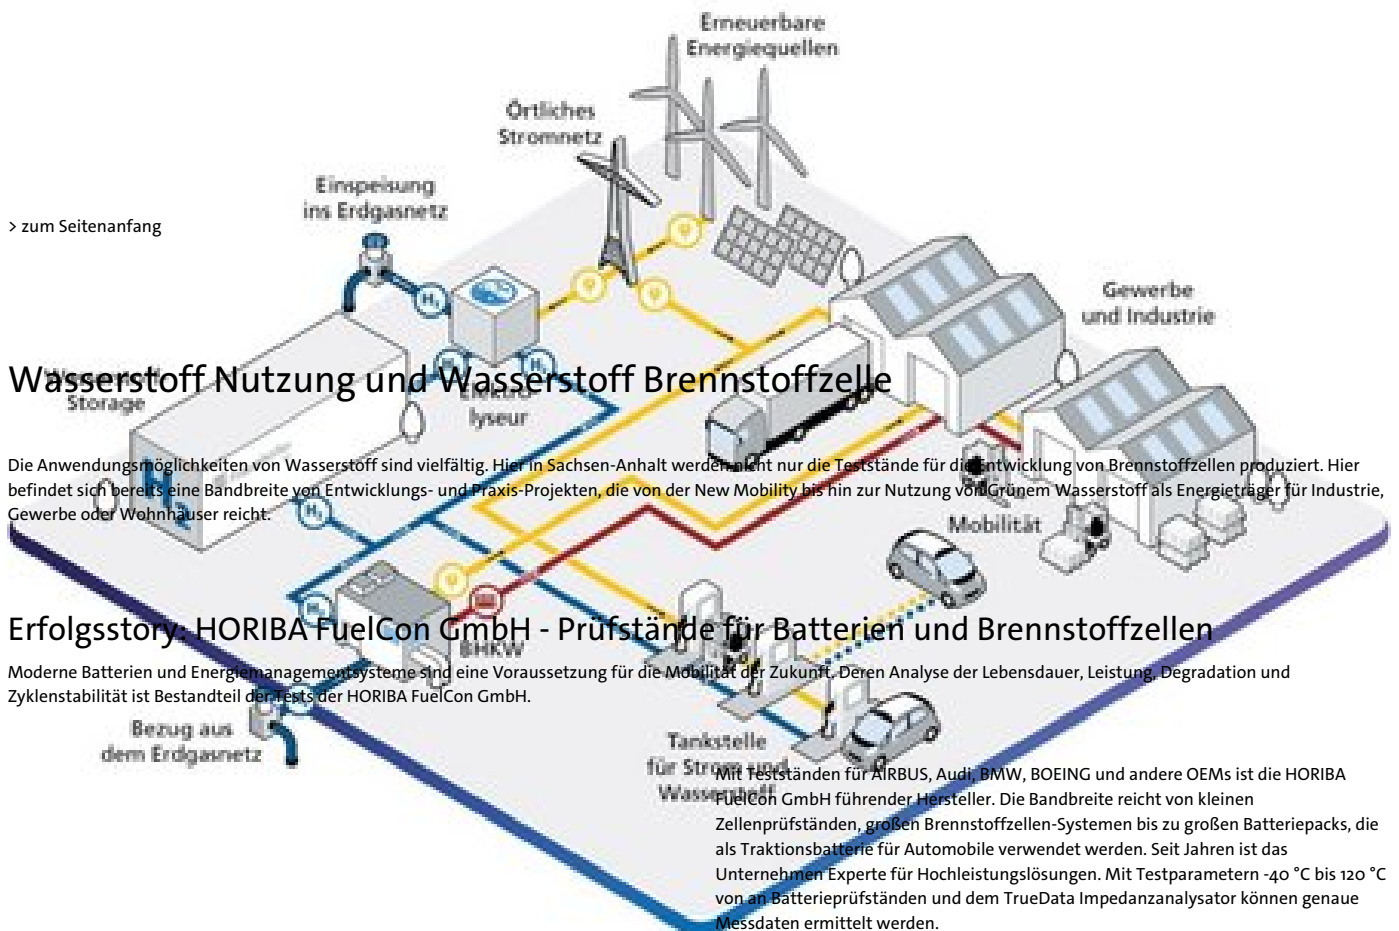 Erneuerbare
Energiequellen
Örtliches
Stromnetz
Einspeisung
ins Erdgasnetz
> zum Seitenanfang
H₂
Gewerbe
und Industrie
Wasserstoff Nutzung und Wasserstoff Brennstoffzelle
Storage
lyseur
Die Anwendungsmöglichkeiten von Wasserstoff sind vielfältig. Hier in Sachsen-Anhalt werden nicht nur die Teststände für die Entwicklung von Brennstoffzellen produziert. Hier
befindet sich bereits eine Bandbreite von Entwicklungs- und Praxis-Projekten, die von der New Mobility bis hin zur Nutzung von Grünem Wasserstoff als Energieträger für Industrie,
Gewerbe oder Wohnhäuser reicht.
H₂
H₂
Mobilität
H₂
Erfolgsstory: HORIBA FuelCon GmbH - Prüfstände für Batterien und Brennstoffzellen
BHKW
Moderne Batterien und Energiemanagementsysteme sind eine Voraussetzung für die Mobilität der Zukunft. Deren Analyse der Lebensdauer, Leistung, Degradation und
Zyklenstabilität ist Bestandteil der Tests der HORIBA FuelCon GmbH.
Bezug aus
dem Erdgasnetz
Tankstelle
für Strom und
Wasserstoff
Mit Testständen für AIRBUS, Audi, BMW, BOEING und andere OEMs ist die HORIBA
FuelCon GmbH führender Hersteller. Die Bandbreite reicht von kleinen
Zellenprüfständen, großen Brennstoffzellen-Systemen bis zu großen Batteriepacks, die
als Traktionsbatterie für Automobile verwendet werden. Seit Jahren ist das
Unternehmen Experte für Hochleistungslösungen. Mit Testparametern -40 °C bis 120 °C
von an Batterieprüfständen und dem TrueData Impedanzanalysator können genaue
Messdaten ermittelt werden.